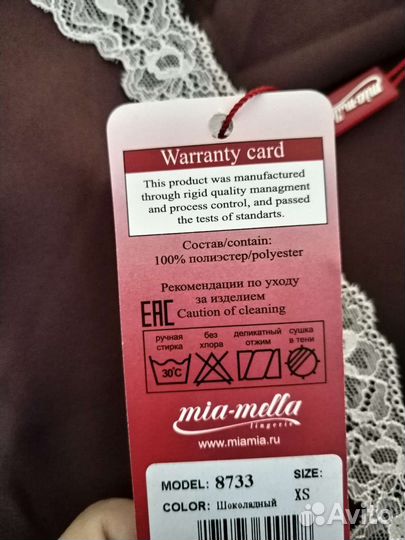 mia-mella
Warranty card
This product was manufactured
through rigid quality managment
and process control, and passed
the tests of standarts.
Состав/contain:
100% полиэстер/polyester
Рекомендации по уходу
за изделием
Caution of cleaning
EAC
ручная стирка
без хлора
деликатный отжим
сушка в тени
30°C
mia-mella
lingerie
www.miamia.ru
MODEL: 8733 SIZE:
COLOR: Шоколадный XS
Avito